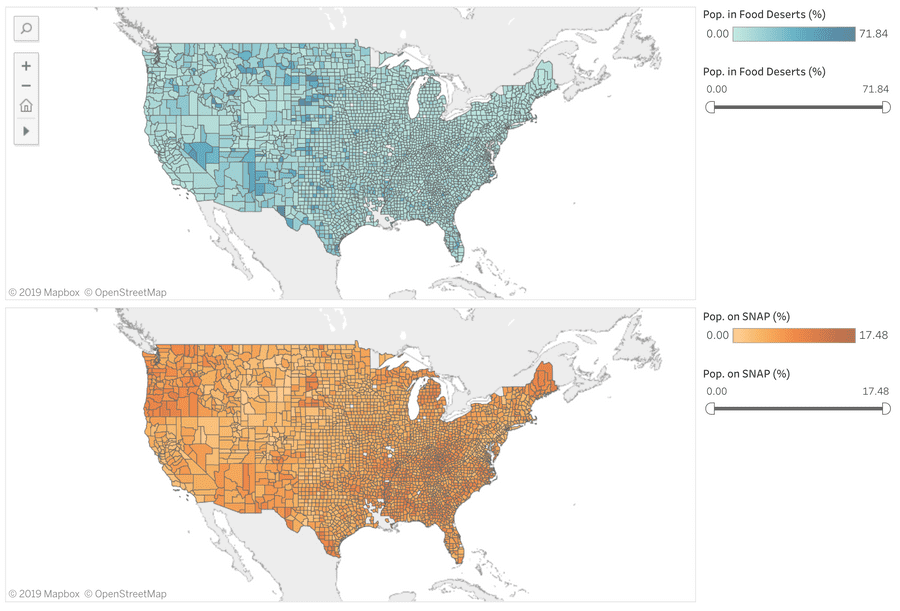 Pop. in Food Deserts (%)
0.00 71.84
Pop. in Food Deserts (%)
0.00 71.84
© 2019 Mapbox © OpenStreetMap
Pop. on SNAP (%)
0.00 17.48
Pop. on SNAP (%)
0.00 17.48
© 2019 Mapbox © OpenStreetMap